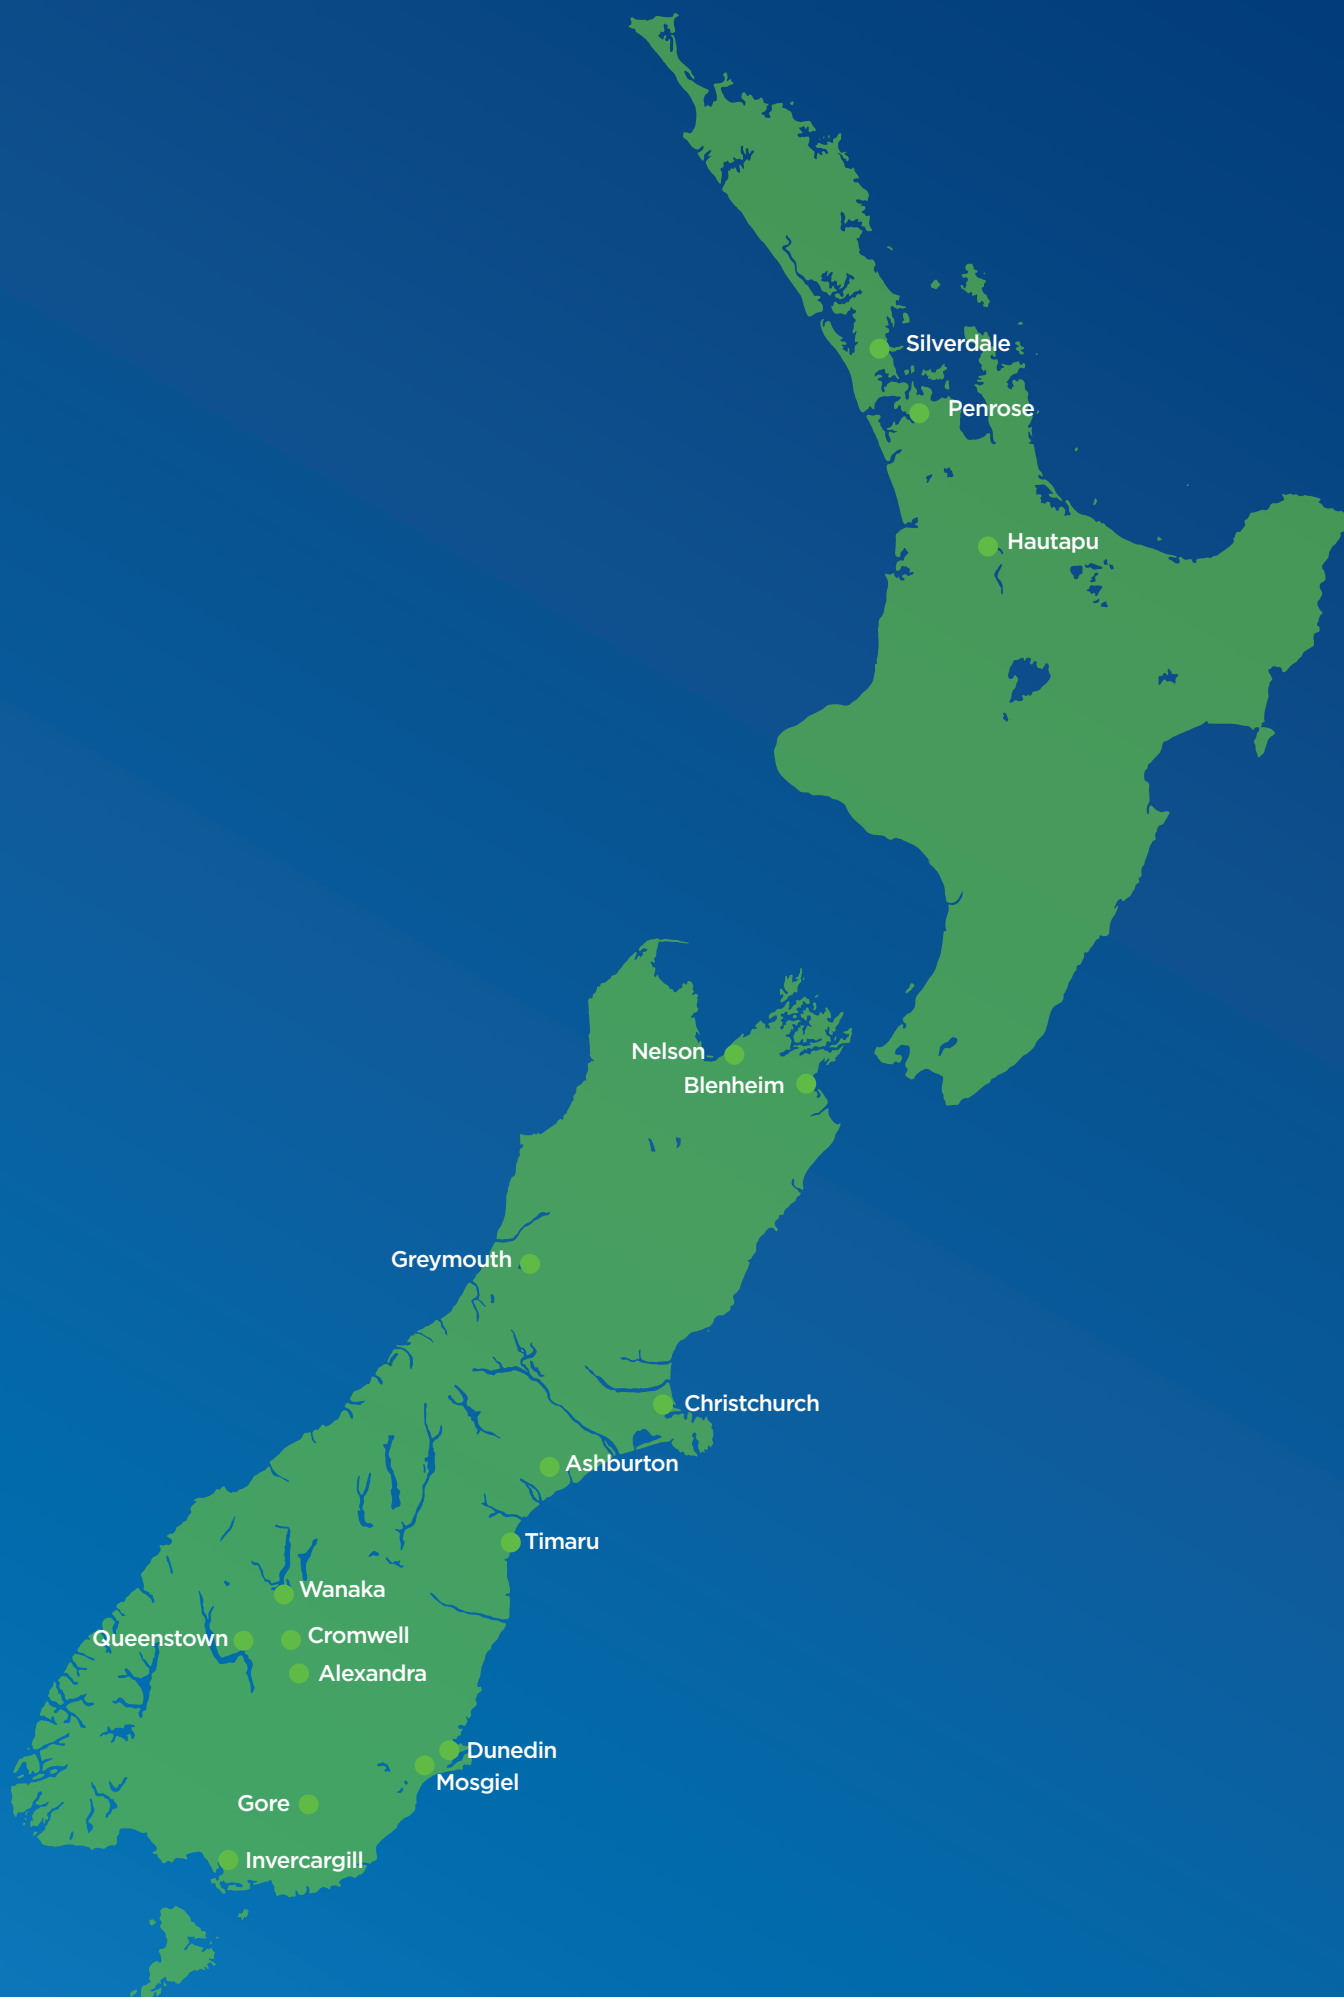 Silverdale
Penrose
Hautapu
Nelson
Blenheim
Greymouth
Christchurch
Ashburton
Timaru
Wanaka
Queenstown
Cromwell
Alexandra
Dunedin
Mosgiel
Gore
Invercargill